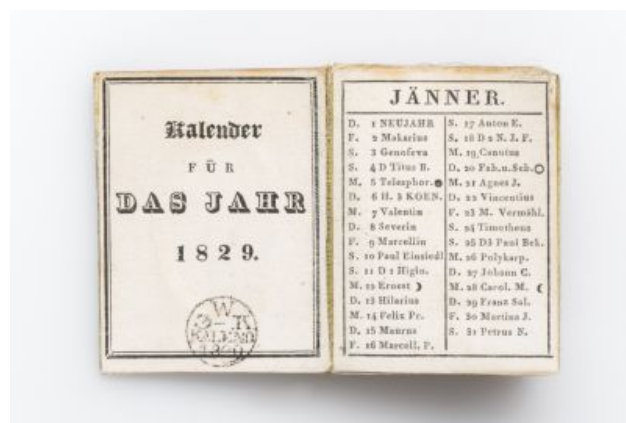 Kalender
FÜR
DAS JAHR
1829.
W
K
JÄNNER.
D. 1 NEUJAHR
F. 2 Makarius
S. 3 Genofeva
S. 4 D Titus B.
M. 5 Telesphor.
D. 6 H. 3 KOEN.
M. 7 Valentin
D. 8 Severin
F. 9 Marcellin
S. 10 Paul Einsiedl
S. 11 D 1 Higin.
M. 12 Ernest
D. 13 Hilarius
M. 14 Felix Pr.
D. 15 Maurus
F. 16 Marcell. P.
S. 17 Anton E.
S. 18 D 2 N. J. F.
M. 19 Canutus
D. 20 Fab.u.Seb.
M. 21 Agnes J.
D. 22 Vincentius
F. 23 M. Vermähl.
S. 24 Timotheus
S. 25 D3 Paul Bek.
M. 26 Polykarp.
D. 27 Johann C.
M. 28 Carol. M.
D. 29 Franz Sal.
F. 30 Martina J.
S. 31 Petrus N.